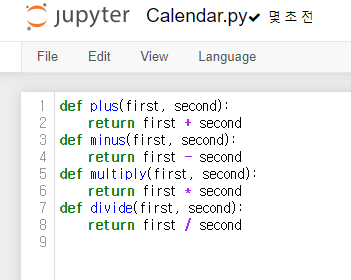 jupyter Calendar.py✔ 몇 초 전
File Edit View Language
1 def plus(first, second):
2     return first + second
3 def minus(first, second):
4     return first - second
5 def multiply(first, second):
6     return first * second
7 def divide(first, second):
8     return first / second
9